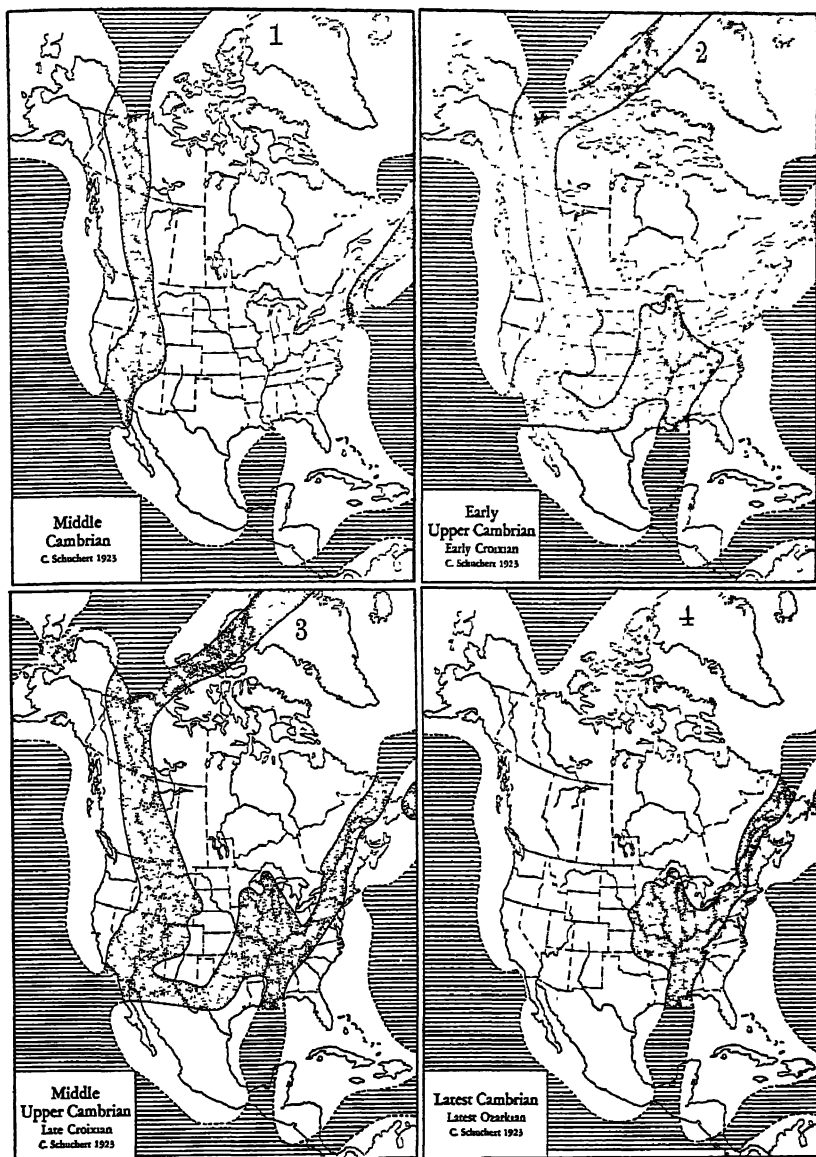 1
Middle
Cambrian
C. Schuchert 1923
2
Early
Upper Cambrian
Early Croixian
C. Schuchert 1923
3
Middle
Upper Cambrian
Late Croixian
C. Schuchert 1923
4
Latest Cambrian
Latest Ozarkian
C. Schuchert 1923